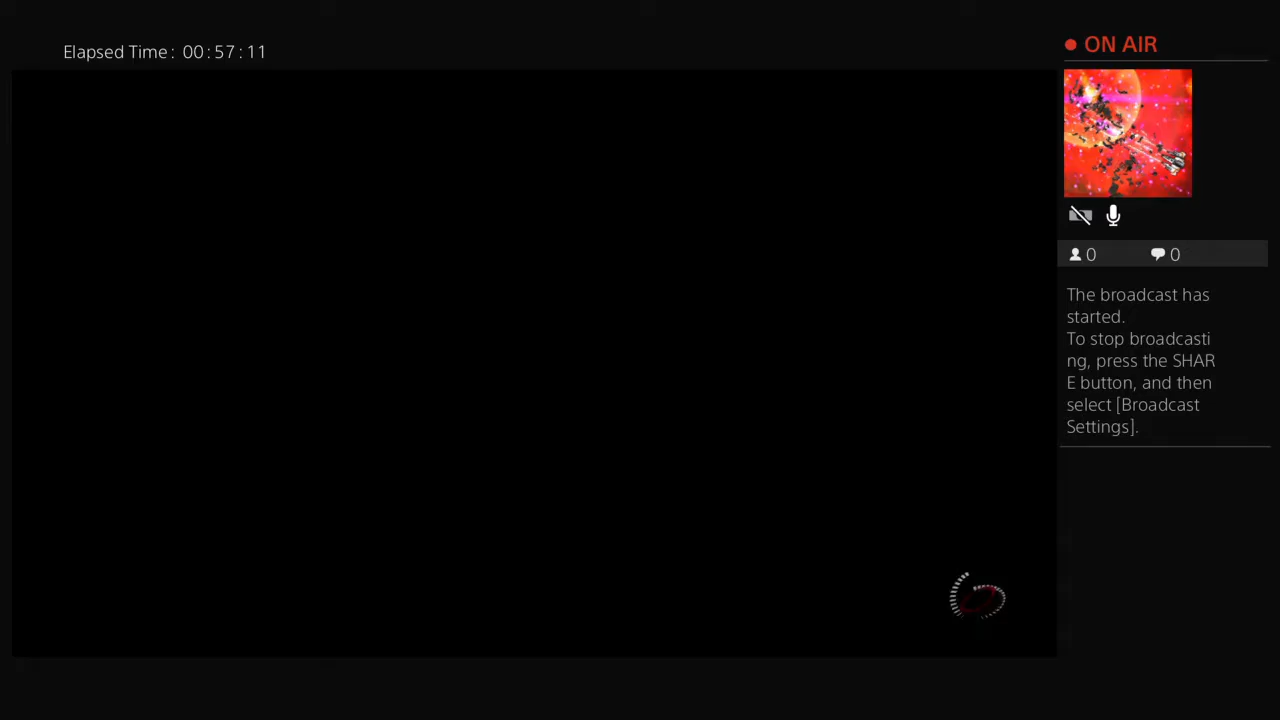 Elapsed Time: 00:57:11
ON AIR
0 0
The broadcast has
started.
To stop broadcasti
ng, press the SHAR
E button, and then
select [Broadcast
Settings].